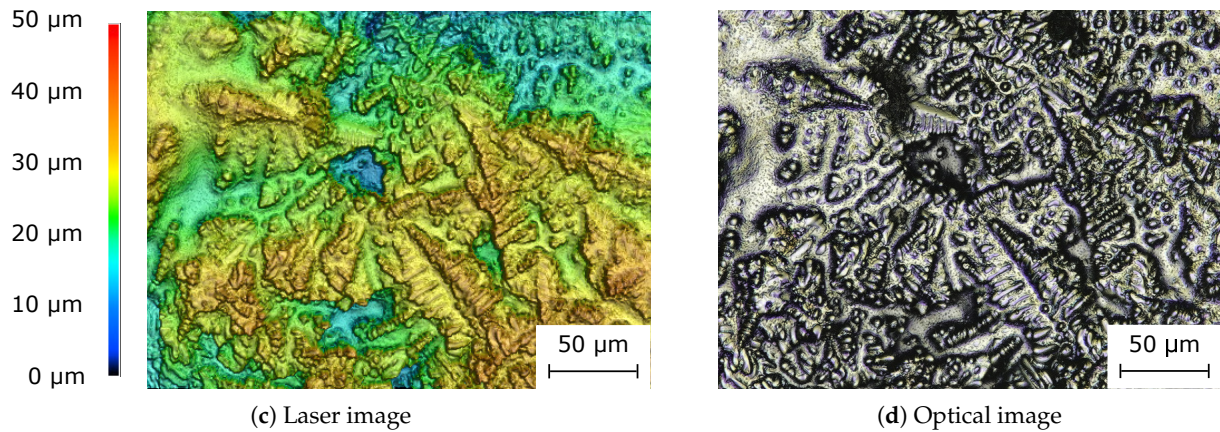 50 µm
40 µm
30 µm
20 µm
10 µm
0 µm
50 µm
50 µm
(c) Laser image
(d) Optical image